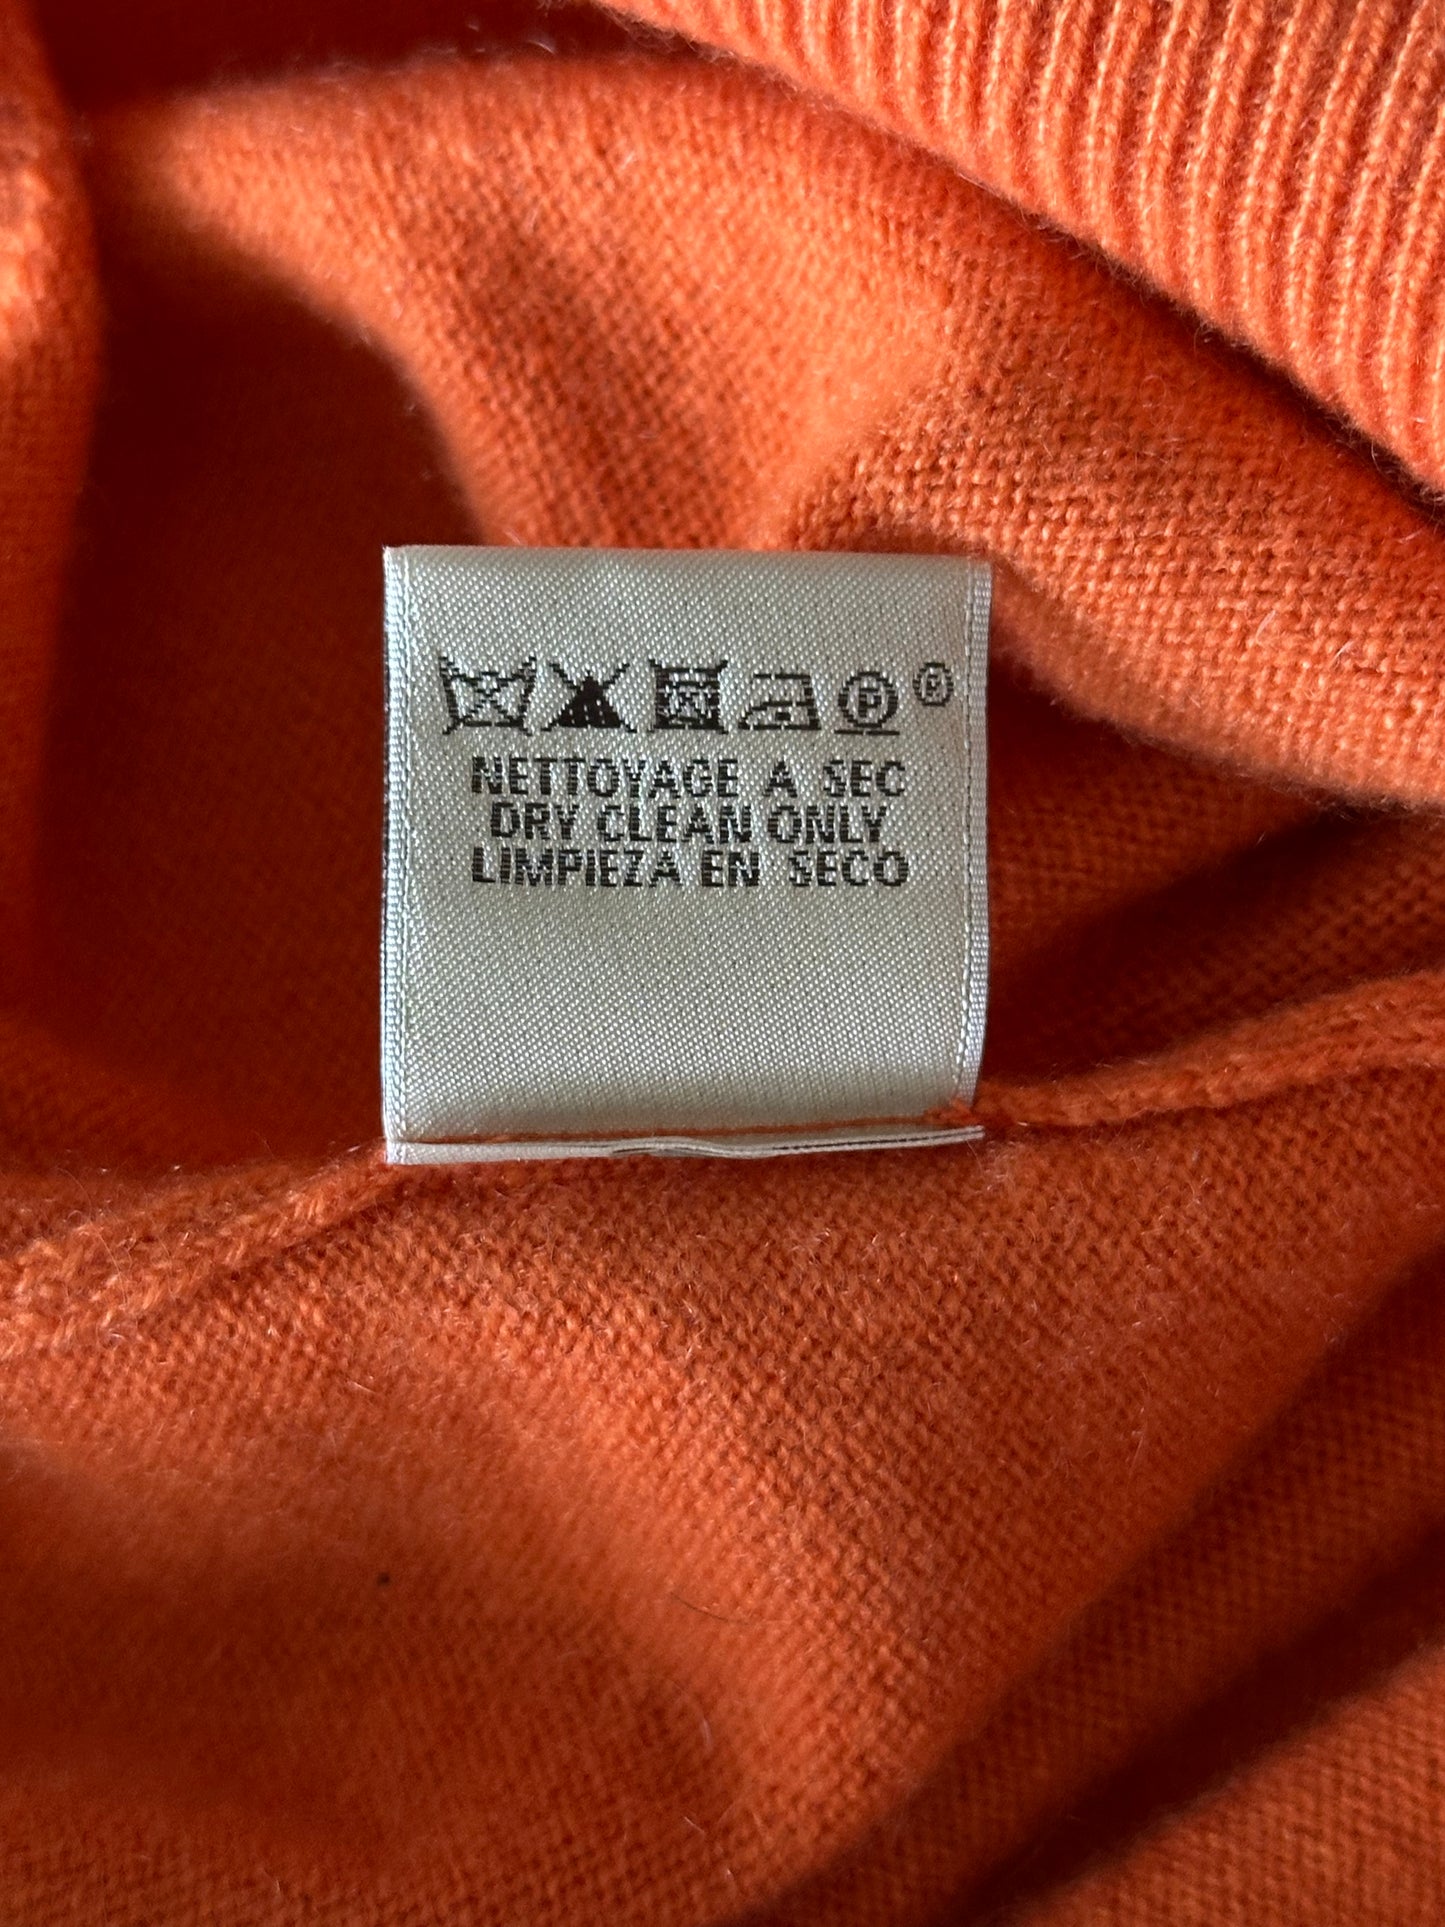 P ®
NETTOYAGE A SEC
DRY CLEAN ONLY
LIMPIEZA EN SECO